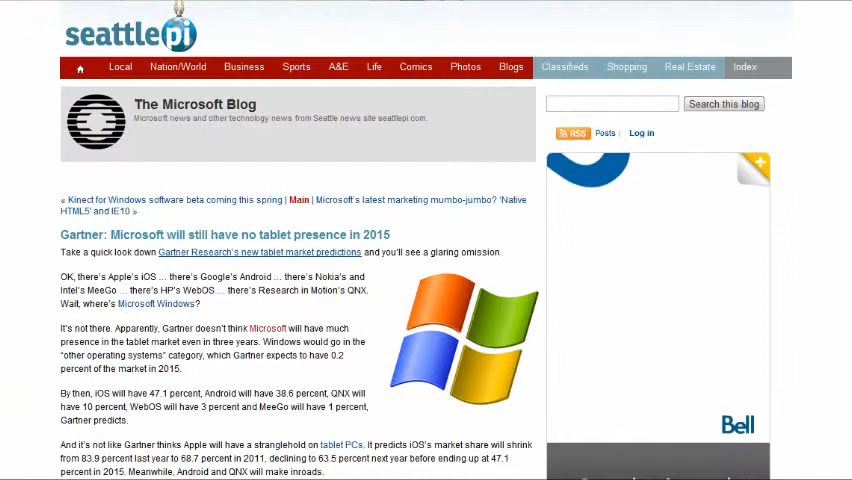 seattlepi
Local Nation/World Business Sports A&E Life Comics Photos Blogs Classifieds Shopping Real Estate Index
The Microsoft Blog
Microsoft news and other technology news from Seattle news site seattlepi.com.
Search this blog
RSS Posts | Log in
« Kinect for Windows software beta coming this spring | Main | Microsoft's latest marketing mumbo-jumbo? 'Native
HTML5' and IE10 »
Gartner: Microsoft will still have no tablet presence in 2015
Take a quick look down Gartner Research's new tablet market predictions and you'll see a glaring omission.
OK, there's Apple's iOS … there's Google's Android … there's Nokia's and
Intel's MeeGo … there's HP's WebOS … there's Research in Motion's QNX.
Wait, where's Microsoft Windows?
It's not there. Apparently, Gartner doesn't think Microsoft will have much
presence in the tablet market even in three years. Windows would go in the
"other operating systems" category, which Gartner expects to have 0.2
percent of the market in 2015.
By then, iOS will have 47.1 percent, Android will have 38.6 percent, QNX will
have 10 percent, WebOS will have 3 percent and MeeGo will have 1 percent,
Gartner predicts.
And it's not like Gartner thinks Apple will have a stranglehold on tablet PCs. It predicts iOS's market share will shrink
from 83.9 percent last year to 68.7 percent in 2011, declining to 63.5 percent next year before ending up at 47.1
percent in 2015. Meanwhile, Android and QNX will make inroads.
Bell